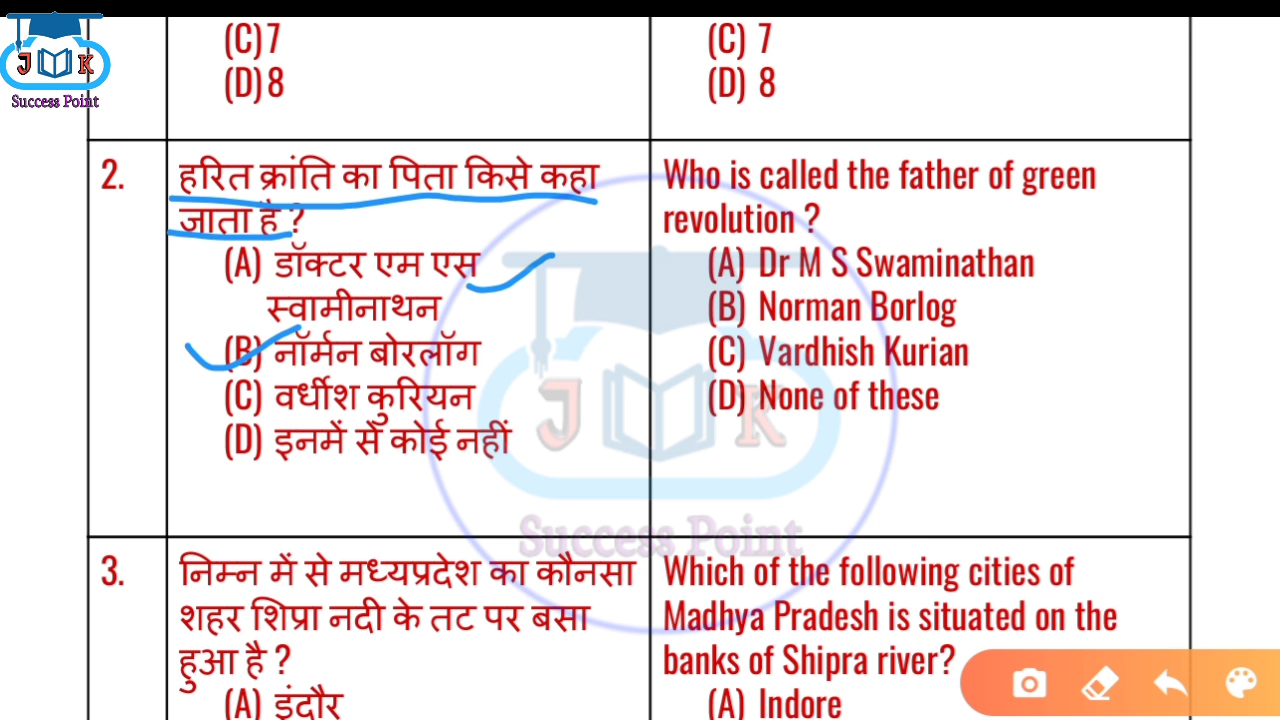 J K
Success Point
(C) 7
(D) 8
(C) 7
(D) 8
2.
हरित क्रांति का पिता किसे कहा
जाता है ?
(A) डॉक्टर एम एस
स्वामीनाथन
(B) नॉर्मन बोरलॉग
(C) वर्धीश कुरियन
(D) इनमें से कोई नहीं
Who is called the father of green
revolution ?
(A) Dr M S Swaminathan
(B) Norman Borlog
(C) Vardhish Kurian
(D) None of these
J K
Success Point
3.
निम्न में से मध्यप्रदेश का कौनसा
शहर शिप्रा नदी के तट पर बसा
हुआ है ?
(A) इंदौर
Which of the following cities of
Madhya Pradesh is situated on the
banks of Shipra river?
(A) Indore